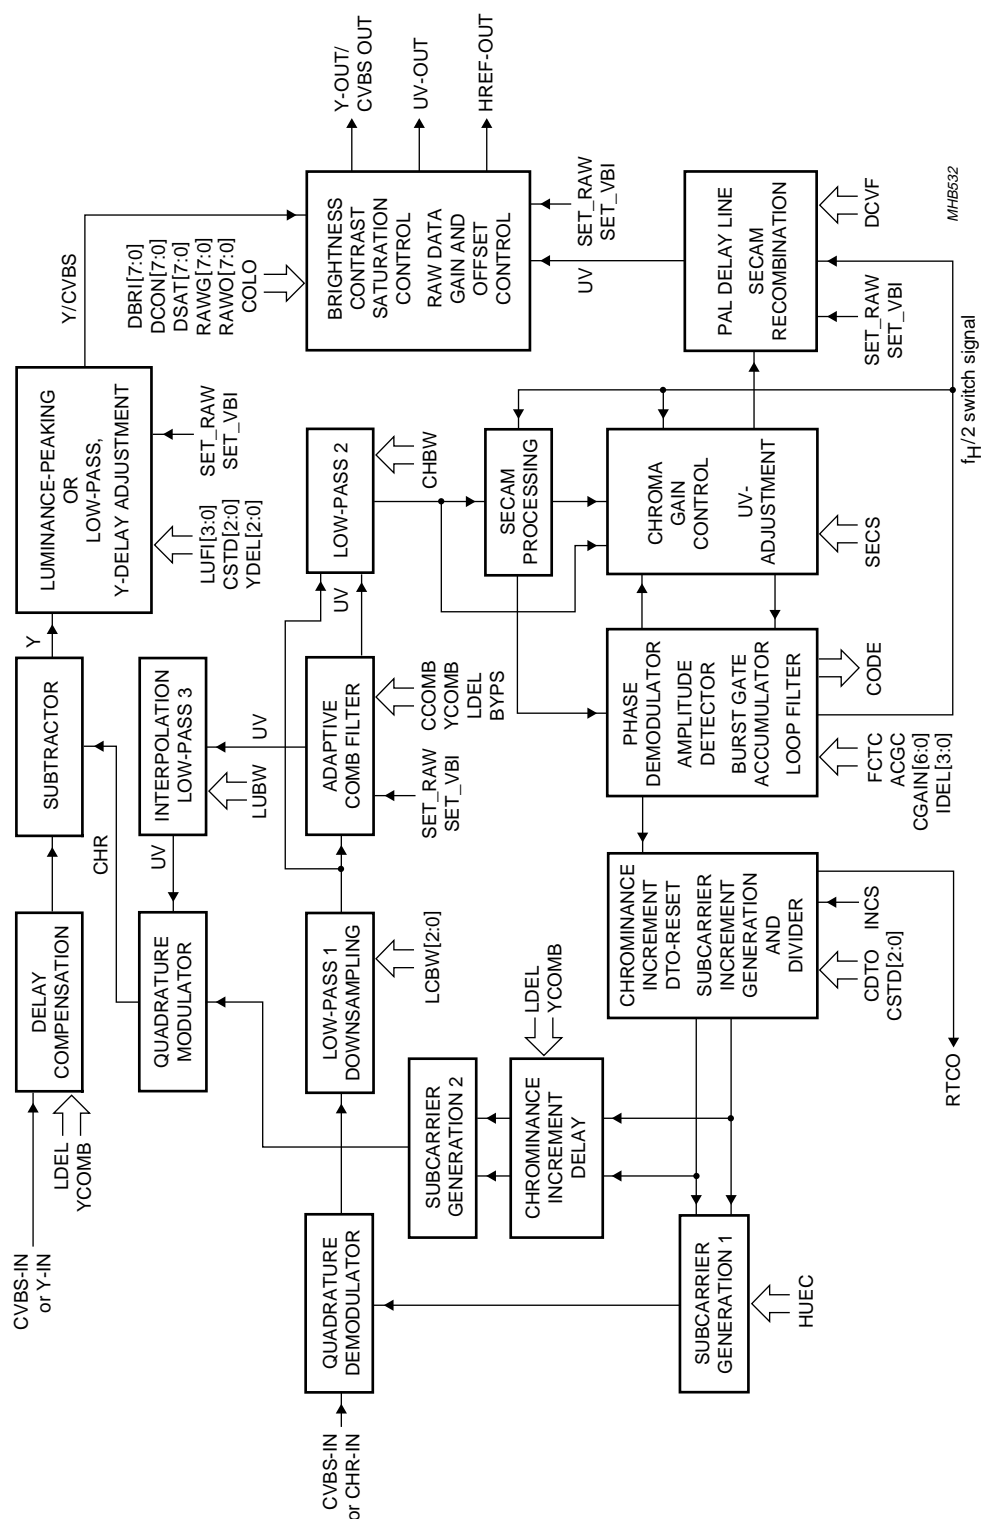 CVBS-IN
or Y-IN
LDEL
YCOMB
DELAY
COMPENSATION
SUBTRACTOR
Y
LUMINANCE-PEAKING
OR
LOW-PASS,
Y-DELAY ADJUSTMENT
LUFI[3:0]
CSTD[2:0]
YDEL[2:0]
SET_RAW
SET_VBI
Y/CVBS
CHR
QUADRATURE
MODULATOR
UV
INTERPOLATION
LOW-PASS 3
LUBW
UV
DBRI[7:0]
DCON[7:0]
DSAT[7:0]
RAWG[7:0]
RAWO[7:0]
COLO
BRIGHTNESS
CONTRAST
SATURATION
CONTROL
RAW DATA
GAIN AND
OFFSET
CONTROL
Y-OUT/
CVBS OUT
UV-OUT
HREF-OUT
SET_RAW
SET_VBI
UV
CVBS-IN
or CHR-IN
QUADRATURE
DEMODULATOR
LOW-PASS 1
DOWNSAMPLING
LCBW[2:0]
ADAPTIVE
COMB FILTER
SET_RAW
SET_VBI
CCOMB
YCOMB
LDEL
BYPS
UV
LOW-PASS 2
CHBW
SUBCARRIER
GENERATION 2
CHROMINANCE
INCREMENT
DELAY
LDEL
YCOMB
SECAM
PROCESSING
SUBCARRIER
GENERATION 1
HUEC
CHROMINANCE
INCREMENT
DTO-RESET
SUBCARRIER
INCREMENT
GENERATION
AND
DIVIDER
CDTO
CSTD[2:0]
INCS
RTCO
PHASE
DEMODULATOR
AMPLITUDE
DETECTOR
BURST GATE
ACCUMULATOR
LOOP FILTER
FCTC
ACGC
CGAIN[6:0]
IDEL[3:0]
CODE
CHROMA
GAIN
CONTROL
UV-
ADJUSTMENT
SECS
PAL DELAY LINE
SECAM
RECOMBINATION
SET_RAW
SET_VBI
DCVF
fH/2 switch signal
MHB532